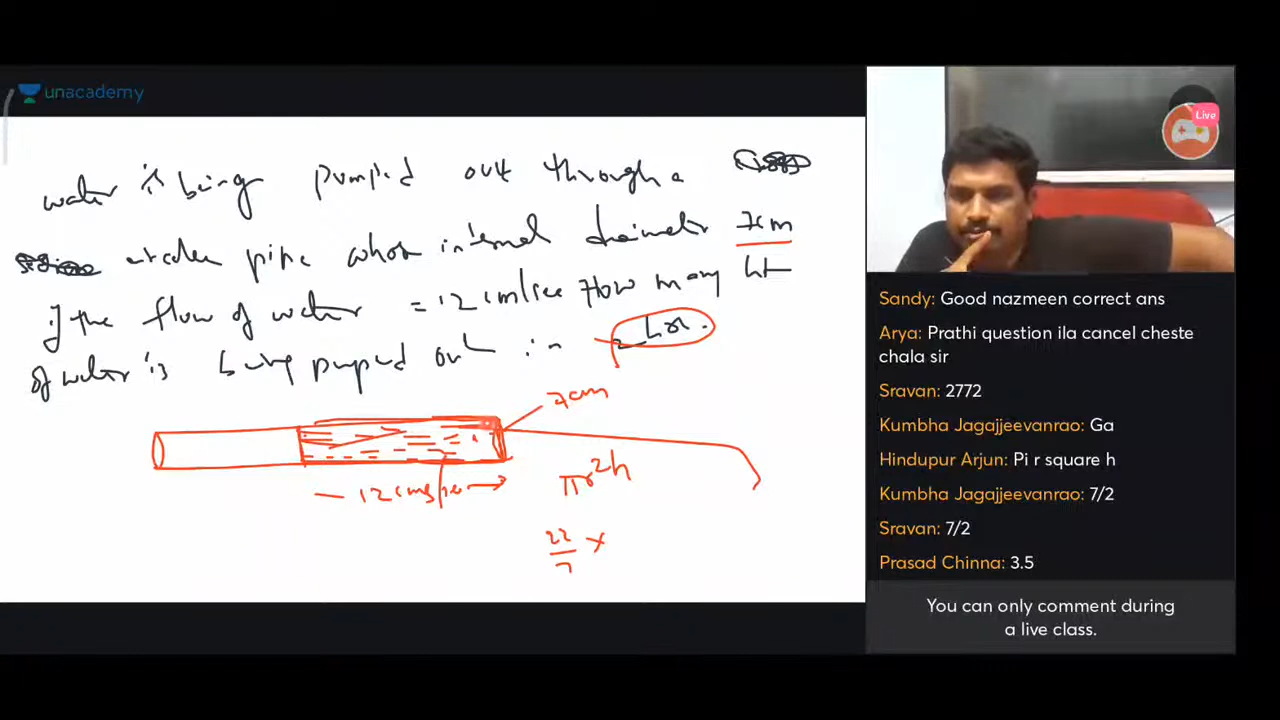 unacademy
water is being pumped out through a
circular pipe whose internal diameter 7cm
If the flow of water = 12 cm/sec How many lit
of water is being pumped out in hr.
7cm
12 cm/sec
πr²h
22/7 ×
Live
Sandy: Good nazmeen correct ans
Arya: Prathi question ila cancel cheste
chala sir
Sravan: 2772
Kumbha Jagajjeevanrao: Ga
Hindupur Arjun: Pi r square h
Kumbha Jagajjeevanrao: 7/2
Sravan: 7/2
Prasad Chinna: 3.5
You can only comment during
a live class.